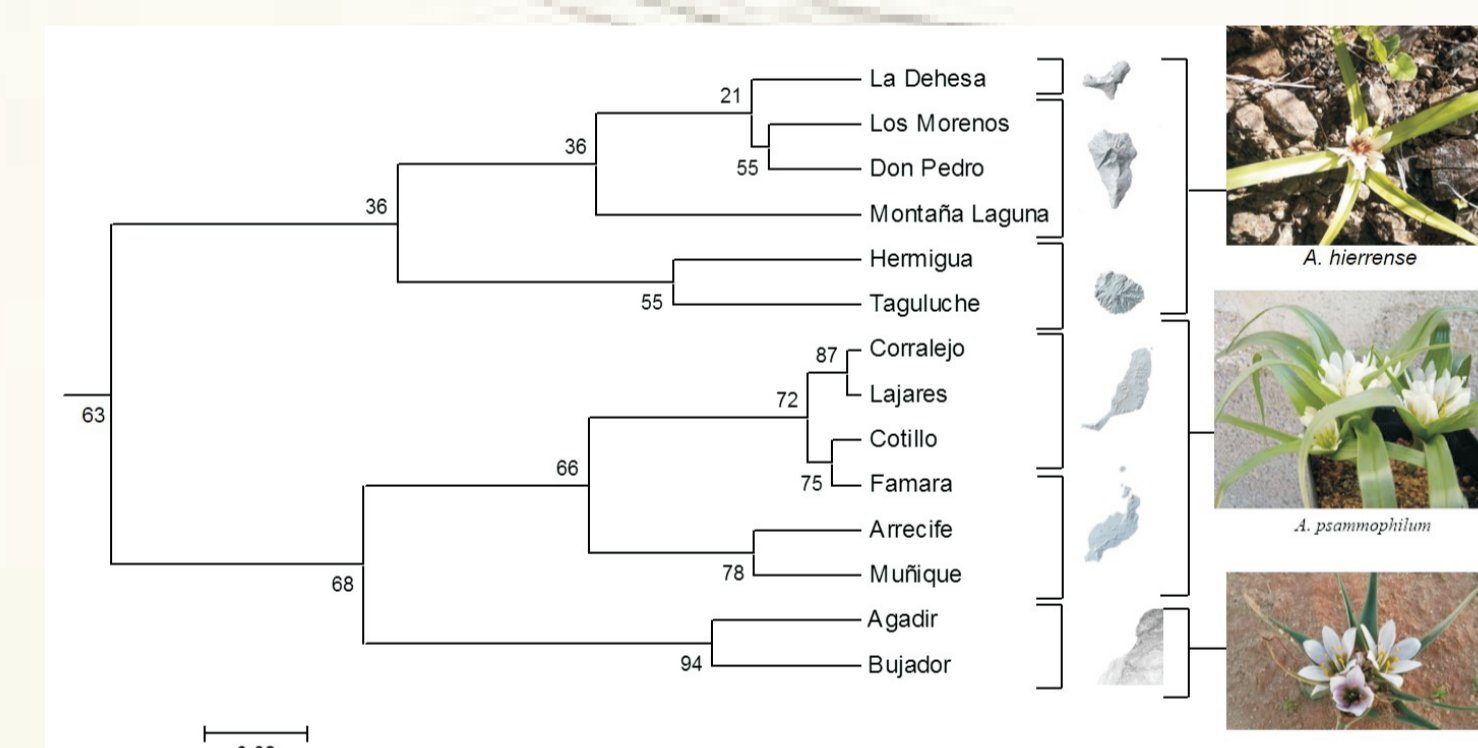 21
La Dehesa
36
Los Morenos
55
Don Pedro
36
Montaña Laguna
Hermigua
55
Taguluche
87
Corralejo
72
Lajares
63
Cotillo
66
75
Famara
Arrecife
68
78
Muñique
Agadir
94
Bujador
A. hierrense
A. psammophilum